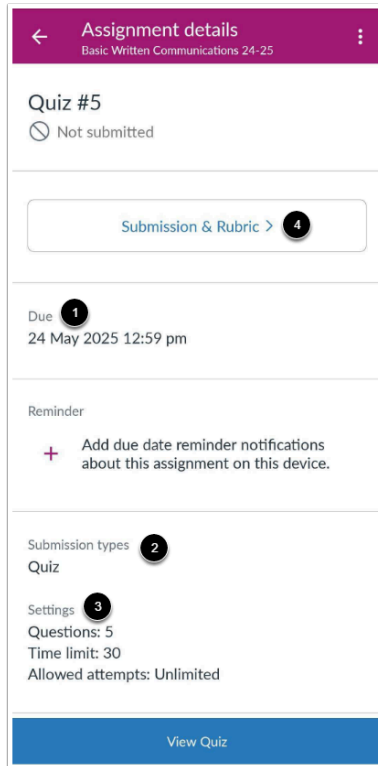 Assignment details
Basic Written Communications 24-25
Quiz #5
Not submitted
Submission & Rubric > 4
Due 1
24 May 2025 12:59 pm
Reminder
+ Add due date reminder notifications
about this assignment on this device.
Submission types 2
Quiz
Settings 3
Questions: 5
Time limit: 30
Allowed attempts: Unlimited
View Quiz